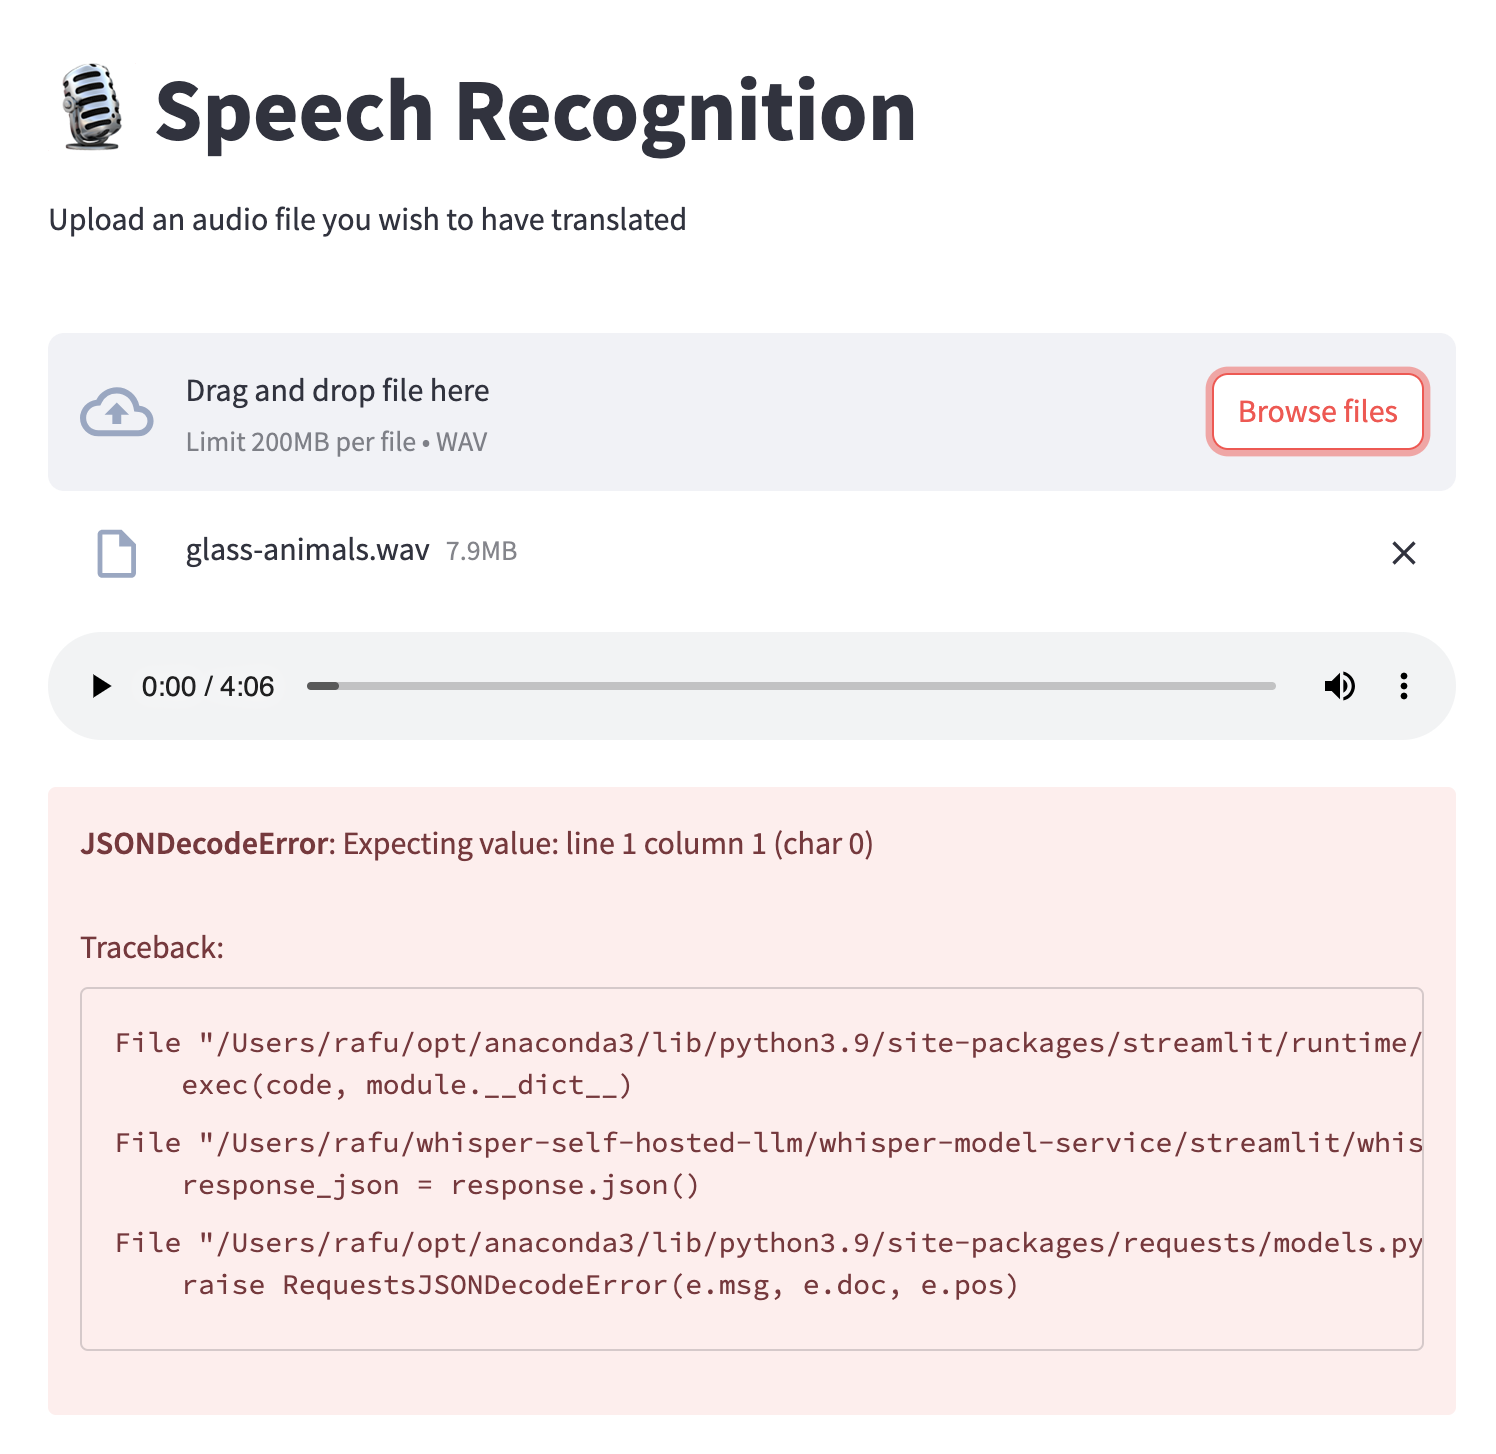 Speech Recognition
Upload an audio file you wish to have translated
Drag and drop file here
Limit 200MB per file • WAV
Browse files
glass-animals.wav 7.9MB
0:00 / 4:06
JSONDecodeError: Expecting value: line 1 column 1 (char 0)
Traceback:
File "/Users/rafu/opt/anaconda3/lib/python3.9/site-packages/streamlit/runtime/
exec(code, module.__dict__)
File "/Users/rafu/whisper-self-hosted-llm/whisper-model-service/streamlit/whis
response_json = response.json()
File "/Users/rafu/opt/anaconda3/lib/python3.9/site-packages/requests/models.py
raise RequestsJSONDecodeError(e.msg, e.doc, e.pos)